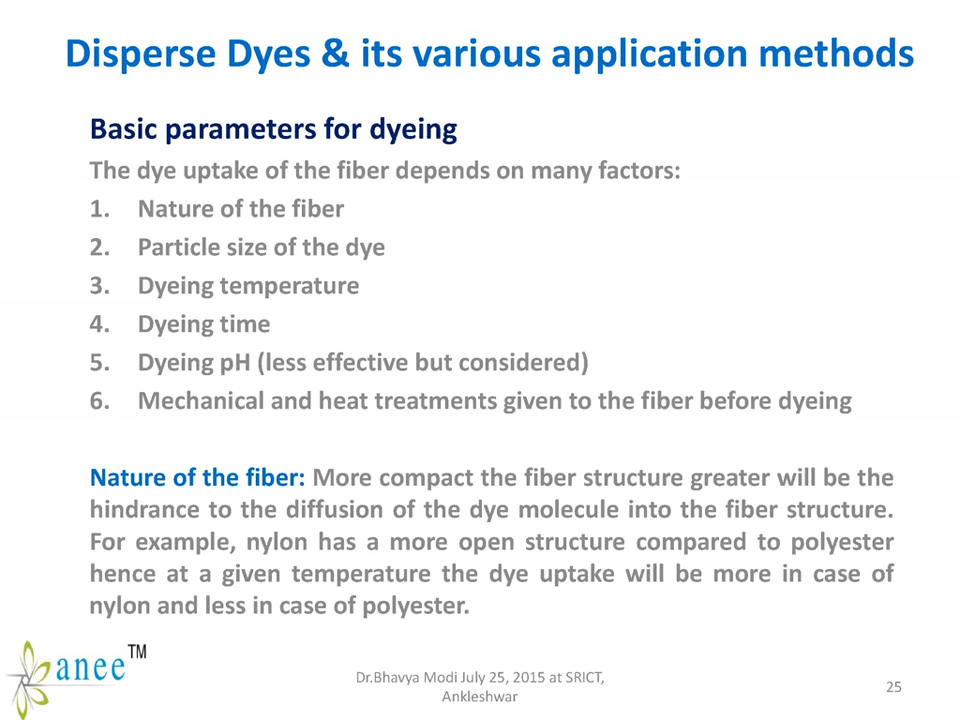 Disperse Dyes & its various application methods
Basic parameters for dyeing
The dye uptake of the fiber depends on many factors:
1. Nature of the fiber
2. Particle size of the dye
3. Dyeing temperature
4. Dyeing time
5. Dyeing pH (less effective but considered)
6. Mechanical and heat treatments given to the fiber before dyeing
Nature of the fiber: More compact the fiber structure greater will be the
hindrance to the diffusion of the dye molecule into the fiber structure.
For example, nylon has a more open structure compared to polyester
hence at a given temperature the dye uptake will be more in case of
nylon and less in case of polyester.
anee TM
Dr.Bhavya Modi July 25, 2015 at SRICT,
Ankleshwar
25